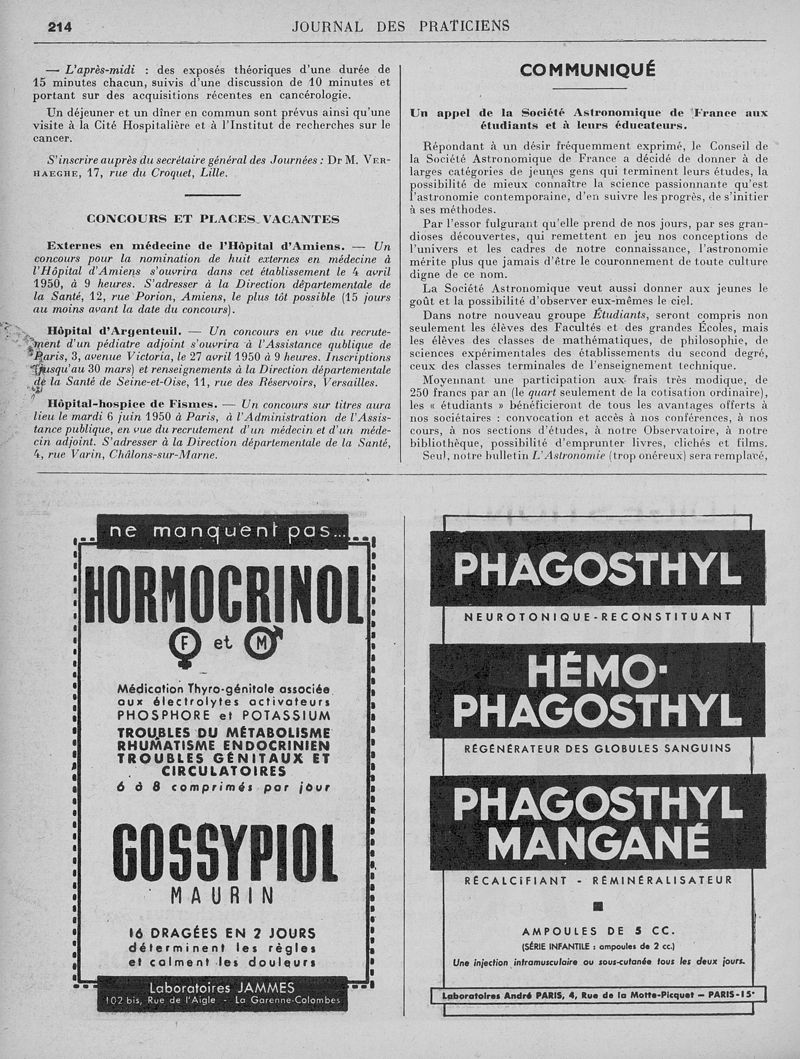 214
JOURNAL DES PRATICIENS
— L'après-midi : des exposés théoriques d'une durée de
15 minutes chacun, suivis d'une discussion de 10 minutes et
portant sur des acquisitions récentes en cancérologie.
Un déjeuner et un dîner en commun sont prévus ainsi qu'une
visite à la Cité Hospitalière et à l'Institut de recherches sur le
cancer.
S'inscrire auprès du secrétaire général des Journées : Dr M. VER-
HAEGHE, 17, rue du Croquet, Lille.
CONCOURS ET PLACES VACANTES
Externes en médecine de l'Hôpital d'Amiens. — Un
concours pour la nomination de huit externes en médecine à
l'Hôpital d'Amiens s'ouvrira dans cet établissement le 4 avril
1950, à 9 heures. S'adresser à la Direction départementale de
la Santé, 12, rue Porion, Amiens, le plus tôt possible (15 jours
au moins avant la date du concours).
Hôpital d'Argenteuil. — Un concours en vue du recrute-
ment d'un pédiatre adjoint s'ouvrira à l'Assistance publique de
Paris, 3, avenue Victoria, le 27 avril 1950 à 9 heures. Inscriptions
(jusqu'au 30 mars) et renseignements à la Direction départementale
de la Santé de Seine-et-Oise, 11, rue des Réservoirs, Versailles.
Hôpital-hospice de Fismes. — Un concours sur titres aura
lieu le mardi 6 juin 1950 à Paris, à l'Administration de l'Assis-
tance publique, en vue du recrutement d'un médecin et d'un méde-
cin adjoint. S'adresser à la Direction départementale de la Santé,
4, rue Varin, Châlons-sur-Marne.
COMMUNIQUÉ
Un appel de la Société Astronomique de France aux
étudiants et à leurs éducateurs.
Répondant à un désir fréquemment exprimé, le Conseil de
la Société Astronomique de France a décidé de donner à de
larges catégories de jeunes gens qui terminent leurs études, la
possibilité de mieux connaître la science passionnante qu'est
l'astronomie contemporaine, d'en suivre les progrès, de s'initier
à ses méthodes.
Par l'essor fulgurant qu'elle prend de nos jours, par ses gran-
dioses découvertes, qui remettent en jeu nos conceptions de
l'univers et les cadres de notre connaissance, l'astronomie
mérite plus que jamais d'être le couronnement de toute culture
digne de ce nom.
La Société Astronomique veut aussi donner aux jeunes le
goût et la possibilité d'observer eux-mêmes le ciel.
Dans notre nouveau groupe Étudiants, seront compris non
seulement les élèves des Facultés et des grandes Écoles, mais
les élèves des classes de mathématiques, de philosophie, de
sciences expérimentales des établissements du second degré,
ceux des classes terminales de l'enseignement technique.
Moyennant une participation aux frais très modique, de
250 francs par an (le quart seulement de la cotisation ordinaire),
les « étudiants » bénéficieront de tous les avantages offerts à
nos sociétaires : convocation et accès à nos conférences, à nos
cours, à nos sections d'études, à notre Observatoire, à notre
bibliothèque, possibilité d'emprunter livres, clichés et films.
Seul, notre bulletin L'Astronomie (trop onéreux) sera remplacé,
ne manquent pas...
HORMOCRINOL
F et M
Médication Thyro-génitale associée
aux électrolytes activateurs
PHOSPHORE et POTASSIUM
TROUBLES DU MÉTABOLISME
RHUMATISME ENDOCRINIEN
TROUBLES GÉNITAUX ET
CIRCULATOIRES
6 à 8 comprimés par jour
GOSSYPIOL
MAURIN
16 DRAGÉES EN 2 JOURS
déterminent les règles
et calment les douleurs
Laboratoires JAMMES
102 bis, Rue de l'Aigle - La Garenne-Colombes
PHAGOSTHYL
NEUROTONIQUE-RECONSTITUANT
HÉMO-
PHAGOSTHYL
RÉGÉNÉRATEUR DES GLOBULES SANGUINS
PHAGOSTHYL
MANGANÉ
RÉCALCIFIANT - RÉMINÉRALISATEUR
AMPOULES DE 5 CC.
(SÉRIE INFANTILE : ampoules de 2 cc.)
Une injection intramusculaire ou sous-cutanée tous les deux jours.
Laboratoires André PARIS, 4, Rue de la Motte-Picquet — PARIS-15e